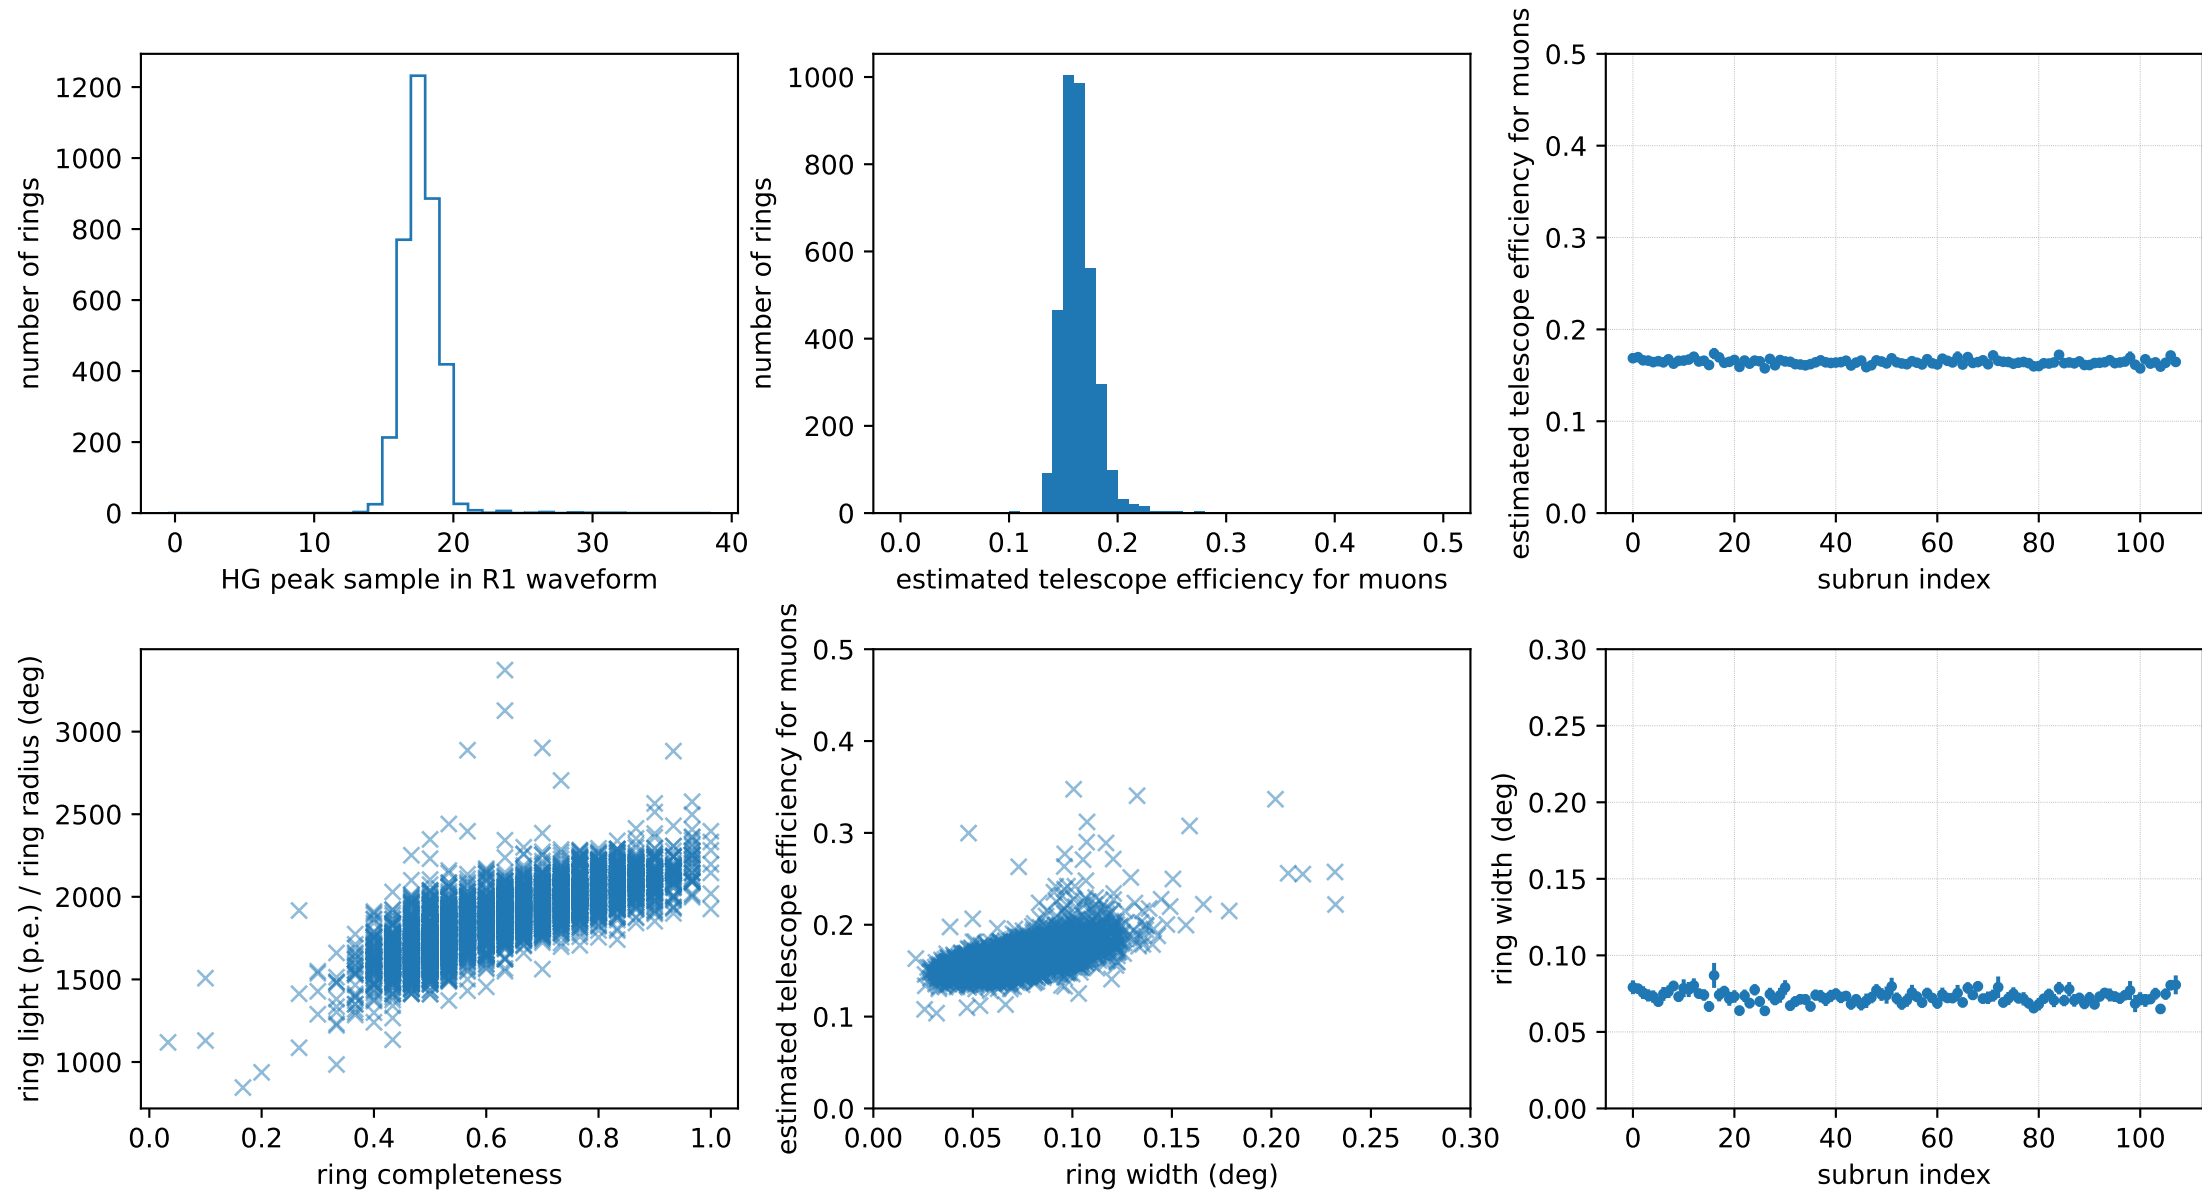 number of rings
1200
1000
800
600
400
200
0
0 10 20 30 40
HG peak sample in R1 waveform
number of rings
1000
800
600
400
200
0
0.0 0.1 0.2 0.3 0.4 0.5
estimated telescope efficiency for muons
estimated telescope efficiency for muons
0.5
0.4
0.3
0.2
0.1
0.0
0 20 40 60 80 100
subrun index
ring light (p.e.) / ring radius (deg)
3000
2500
2000
1500
1000
0.0 0.2 0.4 0.6 0.8 1.0
ring completeness
estimated telescope efficiency for muons
0.5
0.4
0.3
0.2
0.1
0.0
0.00 0.05 0.10 0.15 0.20 0.25 0.30
ring width (deg)
ring width (deg)
0.30
0.25
0.20
0.15
0.10
0.05
0.00
0 20 40 60 80 100
subrun index